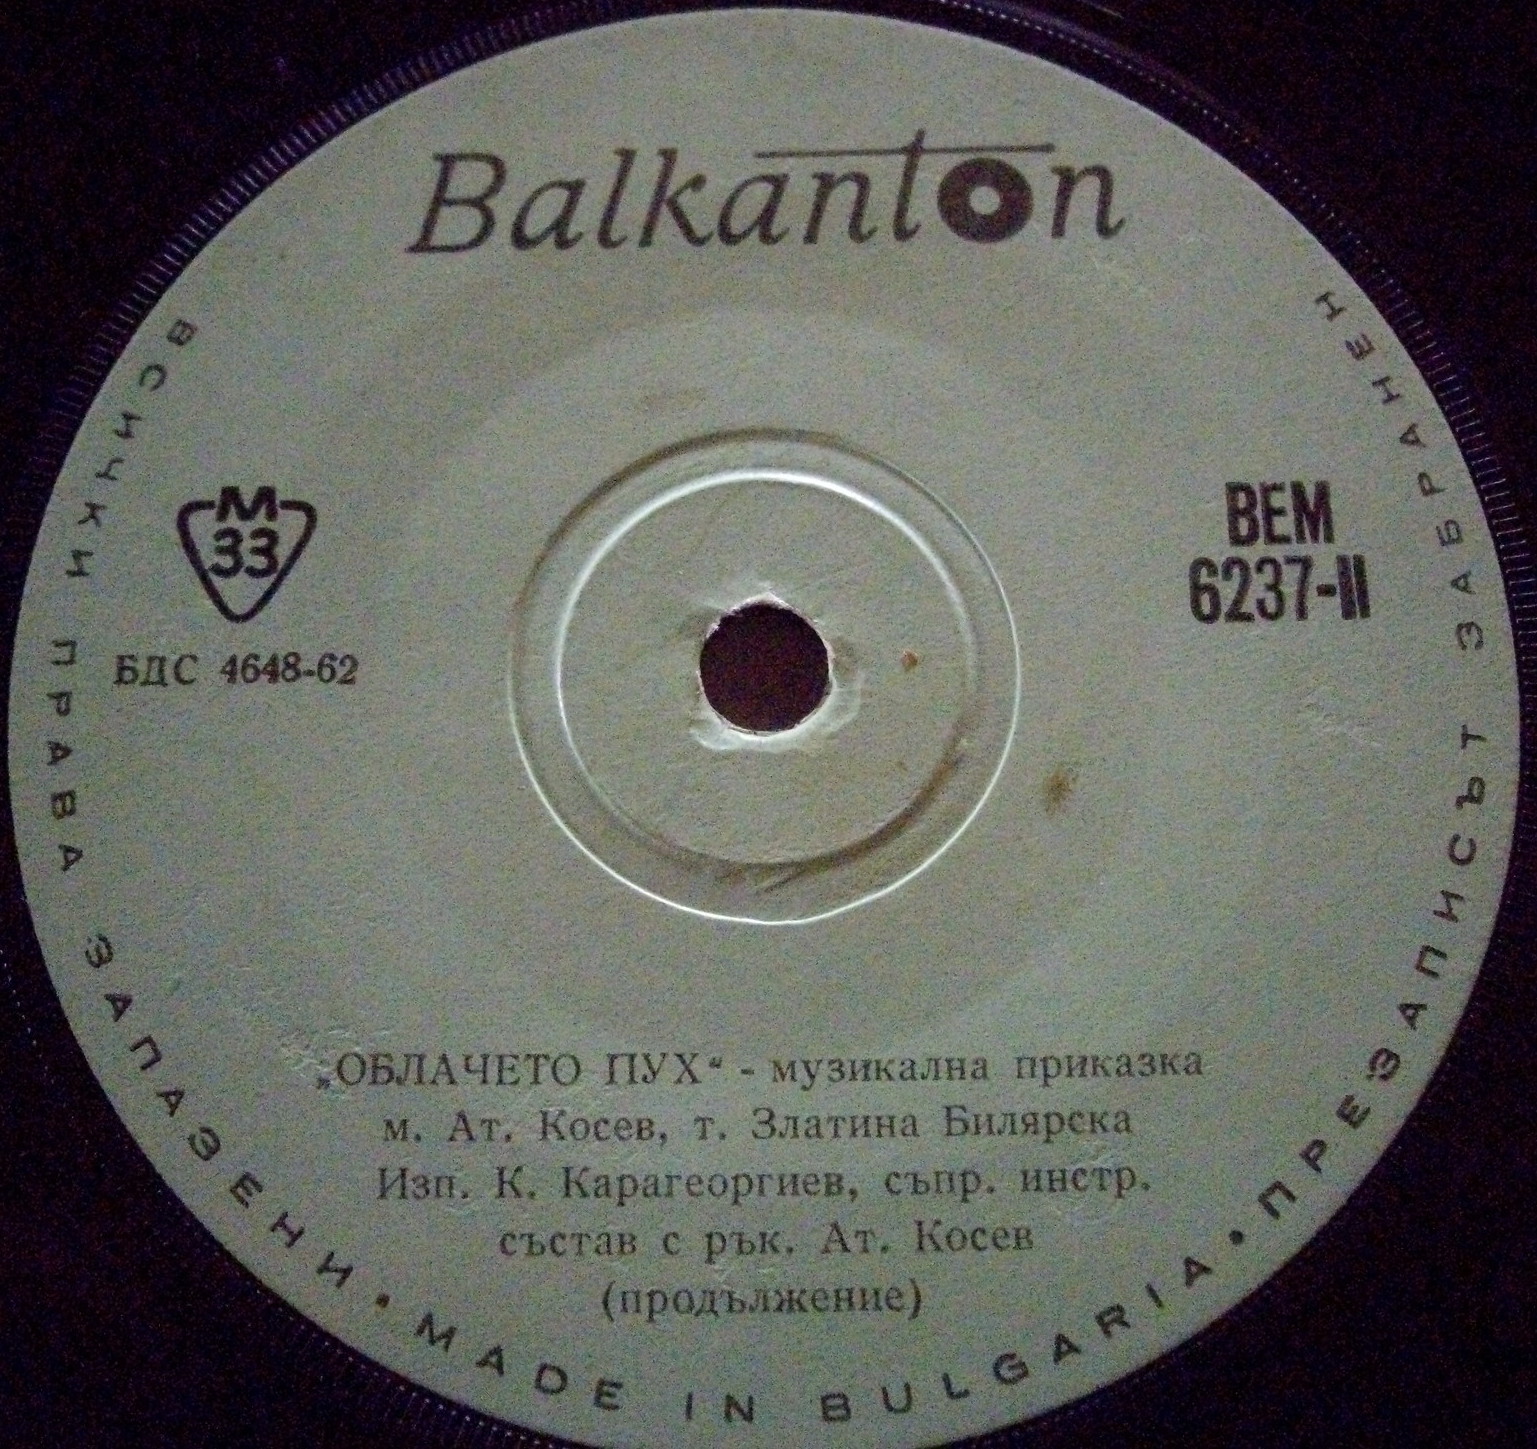 Balkanton
ВСИЧКИ ПРАВА ЗАПАЗЕНИ • MADE IN BULGARIA • ПРЕЗАПИСЪТ ЗАБРАНЕН
М
33
БДС 4648-62
ВЕМ
6237-II
„ОБЛАЧЕТО ПУХ“ - музикална приказка
м. Ат. Косев, т. Златина Билярска
Изп. К. Карагеоргиев, съпр. инстр.
състав с рък. Ат. Косев
(продължение)